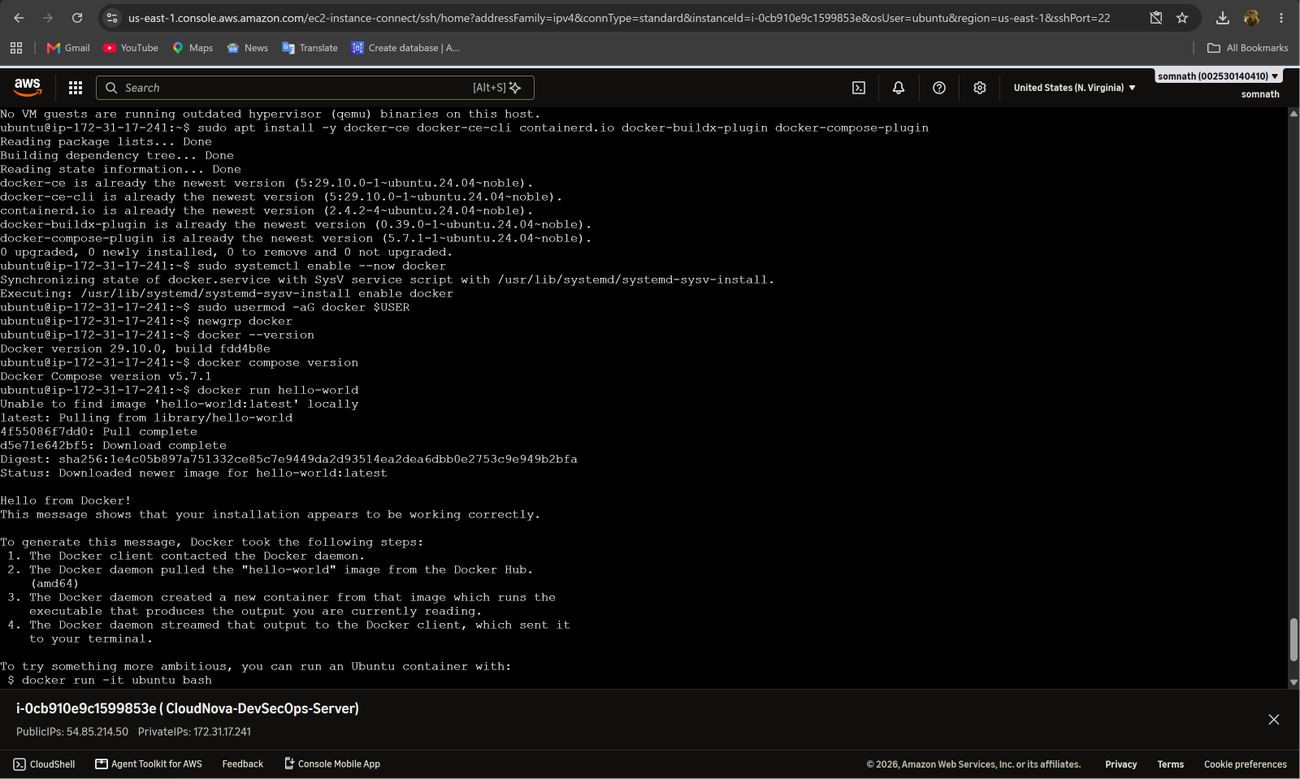 us-east-1.console.aws.amazon.com/ec2-instance-connect/ssh/home?addressFamily=ipv4&connType=standard&instanceId=i-0cb910e9c1599853e&osUser=ubuntu&region=us-east-1&sshPort=22
Gmail YouTube Maps News Translate Create database | A... All Bookmarks
aws Search [Alt+S] United States (N. Virginia) somnath (002530140410)
somnath
No VM guests are running outdated hypervisor (qemu) binaries on this host.
ubuntu@ip-172-31-17-241:~$ sudo apt install -y docker-ce docker-ce-cli containerd.io docker-buildx-plugin docker-compose-plugin
Reading package lists... Done
Building dependency tree... Done
Reading state information... Done
docker-ce is already the newest version (5:29.10.0-1~ubuntu.24.04~noble).
docker-ce-cli is already the newest version (5:29.10.0-1~ubuntu.24.04~noble).
containerd.io is already the newest version (2.4.2-4~ubuntu.24.04~noble).
docker-buildx-plugin is already the newest version (0.39.0-1~ubuntu.24.04~noble).
docker-compose-plugin is already the newest version (5.7.1-1~ubuntu.24.04~noble).
0 upgraded, 0 newly installed, 0 to remove and 0 not upgraded.
ubuntu@ip-172-31-17-241:~$ sudo systemctl enable --now docker
Synchronizing state of docker.service with SysV service script with /usr/lib/systemd/systemd-sysv-install.
Executing: /usr/lib/systemd/systemd-sysv-install enable docker
ubuntu@ip-172-31-17-241:~$ sudo usermod -aG docker $USER
ubuntu@ip-172-31-17-241:~$ newgrp docker
ubuntu@ip-172-31-17-241:~$ docker --version
Docker version 29.10.0, build fdd4b8e
ubuntu@ip-172-31-17-241:~$ docker compose version
Docker Compose version v5.7.1
ubuntu@ip-172-31-17-241:~$ docker run hello-world
Unable to find image 'hello-world:latest' locally
latest: Pulling from library/hello-world
4f55086f7dd0: Pull complete
d5e71e642bf5: Download complete
Digest: sha256:1e4c05b897a751332ce85c7e9449da2d93514ea2dea6dbb0e2753c9e949b2bfa
Status: Downloaded newer image for hello-world:latest
Hello from Docker!
This message shows that your installation appears to be working correctly.
To generate this message, Docker took the following steps:
1. The Docker client contacted the Docker daemon.
2. The Docker daemon pulled the "hello-world" image from the Docker Hub.
(amd64)
3. The Docker daemon created a new container from that image which runs the
executable that produces the output you are currently reading.
4. The Docker daemon streamed that output to the Docker client, which sent it
to your terminal.
To try something more ambitious, you can run an Ubuntu container with:
$ docker run -it ubuntu bash
i-0cb910e9c1599853e (CloudNova-DevSecOps-Server)
PublicIPs: 54.85.214.50 PrivateIPs: 172.31.17.241
CloudShell Agent Toolkit for AWS Feedback Console Mobile App © 2026, Amazon Web Services, Inc. or its affiliates. Privacy Terms Cookie preferences